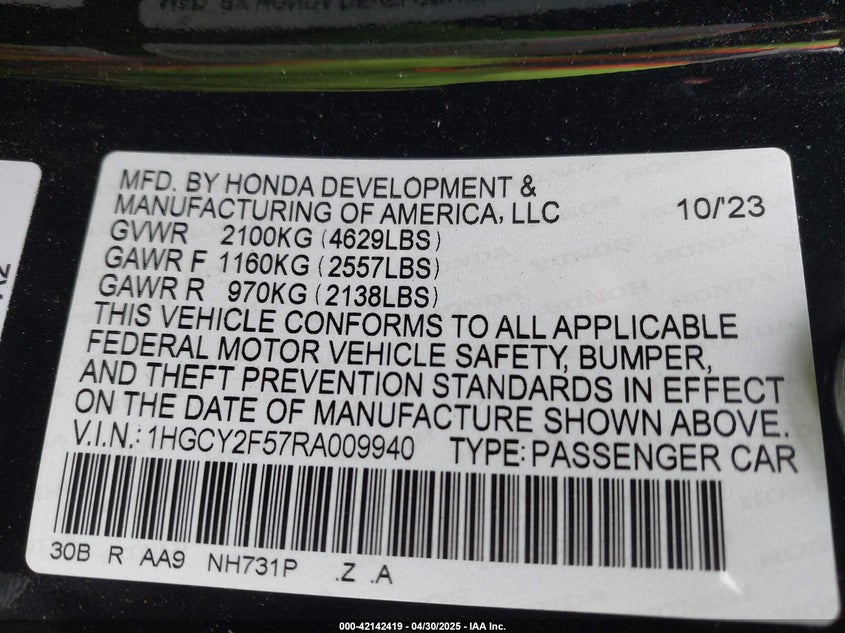 MFD. BY HONDA DEVELOPMENT &
MANUFACTURING OF AMERICA, LLC 10/'23
GVWR 2100KG (4629LBS)
GAWR F 1160KG (2557LBS)
GAWR R 970KG (2138LBS)
THIS VEHICLE CONFORMS TO ALL APPLICABLE
FEDERAL MOTOR VEHICLE SAFETY, BUMPER,
AND THEFT PREVENTION STANDARDS IN EFFECT
ON THE DATE OF MANUFACTURE SHOWN ABOVE.
V.I.N.: 1HGCY2F57RA009940 TYPE: PASSENGER CAR
30B R AA9 NH731P .Z .A
000-42142419 - 04/30/2025 - IAA Inc.